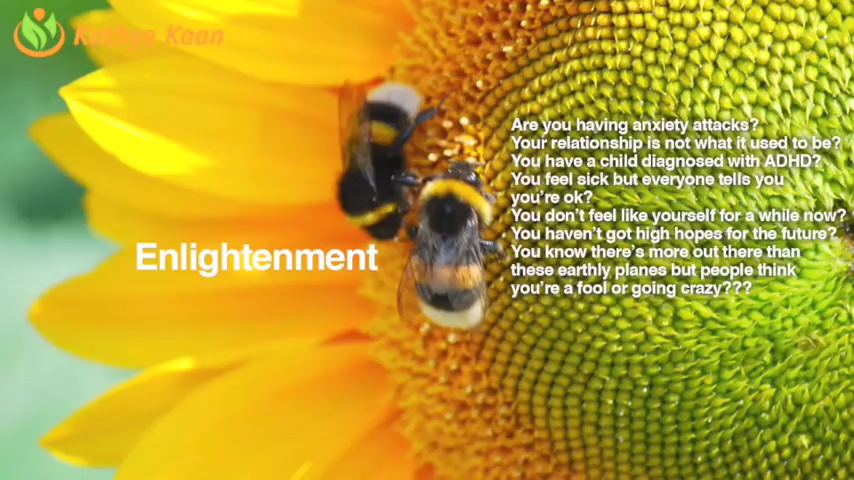 Kaan
Enlightenment
Are you having anxiety attacks?
Your relationship is not what it used to be?
You have a child diagnosed with ADHD?
You feel sick but everyone tells you
you're ok?
You don't feel like yourself for a while now?
You haven't got high hopes for the future?
You know there's more out there than
these earthly planes but people think
you're a fool or going crazy???